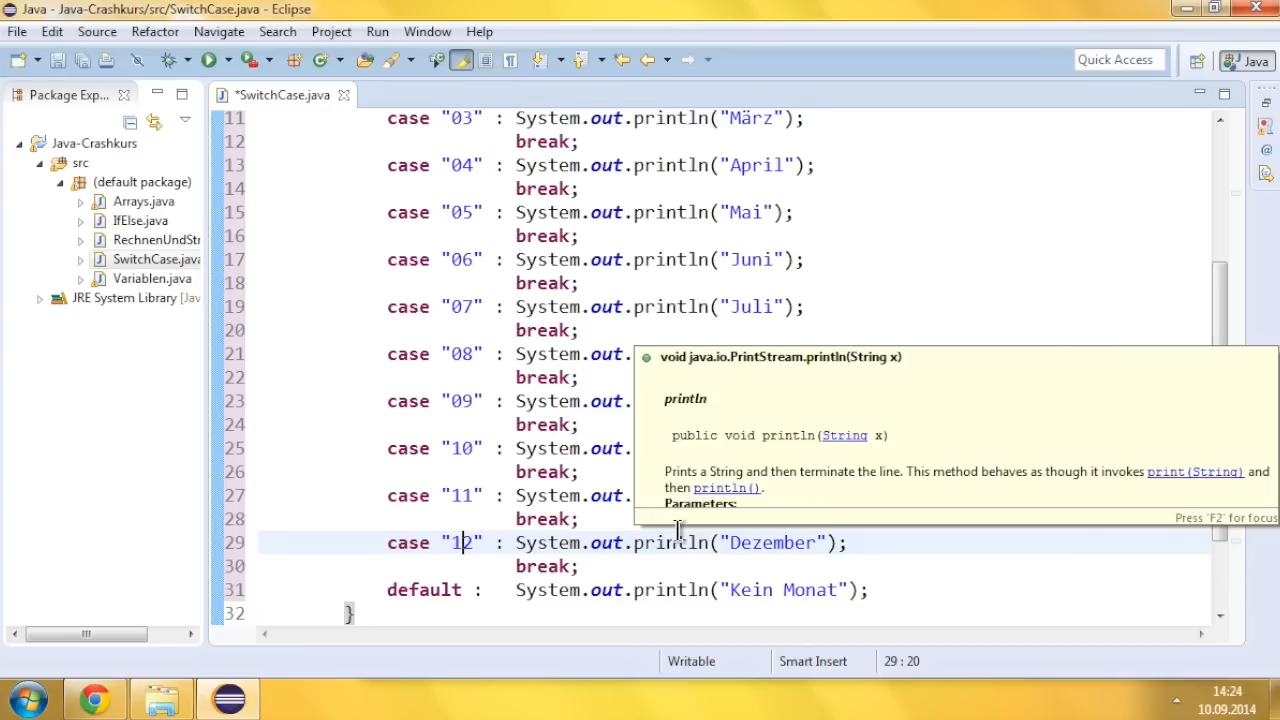 Java - Java-Crashkurs/src/SwitchCase.java - Eclipse
File Edit Source Refactor Navigate Search Project Run Window Help
Quick Access
Java
Package Exp...
*SwitchCase.java
Java-Crashkurs
src
(default package)
Arrays.java
IfElse.java
RechnenUndStr
SwitchCase.java
Variablen.java
JRE System Library [Jav
11 case "03" : System.out.println("März");
12 break;
13 case "04" : System.out.println("April");
14 break;
15 case "05" : System.out.println("Mai");
16 break;
17 case "06" : System.out.println("Juni");
18 break;
19 case "07" : System.out.println("Juli");
20 break;
21 case "08" : System.out.
22 break;
23 case "09" : System.out.
24 break;
25 case "10" : System.out.
26 break;
27 case "11" : System.out.
28 break;
29 case "12" : System.out.println("Dezember");
30 break;
31 default : System.out.println("Kein Monat");
32 }
void java.io.PrintStream.println(String x)
println
public void println(String x)
Prints a String and then terminate the line. This method behaves as though it invokes print(String) and
then println().
Parameters:
Press 'F2' for focus
Writable
Smart Insert
29 : 20
14:24
10.09.2014